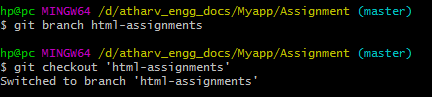 hp@pc MINGW64 /d/atharv_engg_docs/Myapp/Assignment (master)
$ git branch html-assignments
hp@pc MINGW64 /d/atharv_engg_docs/Myapp/Assignment (master)
$ git checkout 'html-assignments'
Switched to branch 'html-assignments'